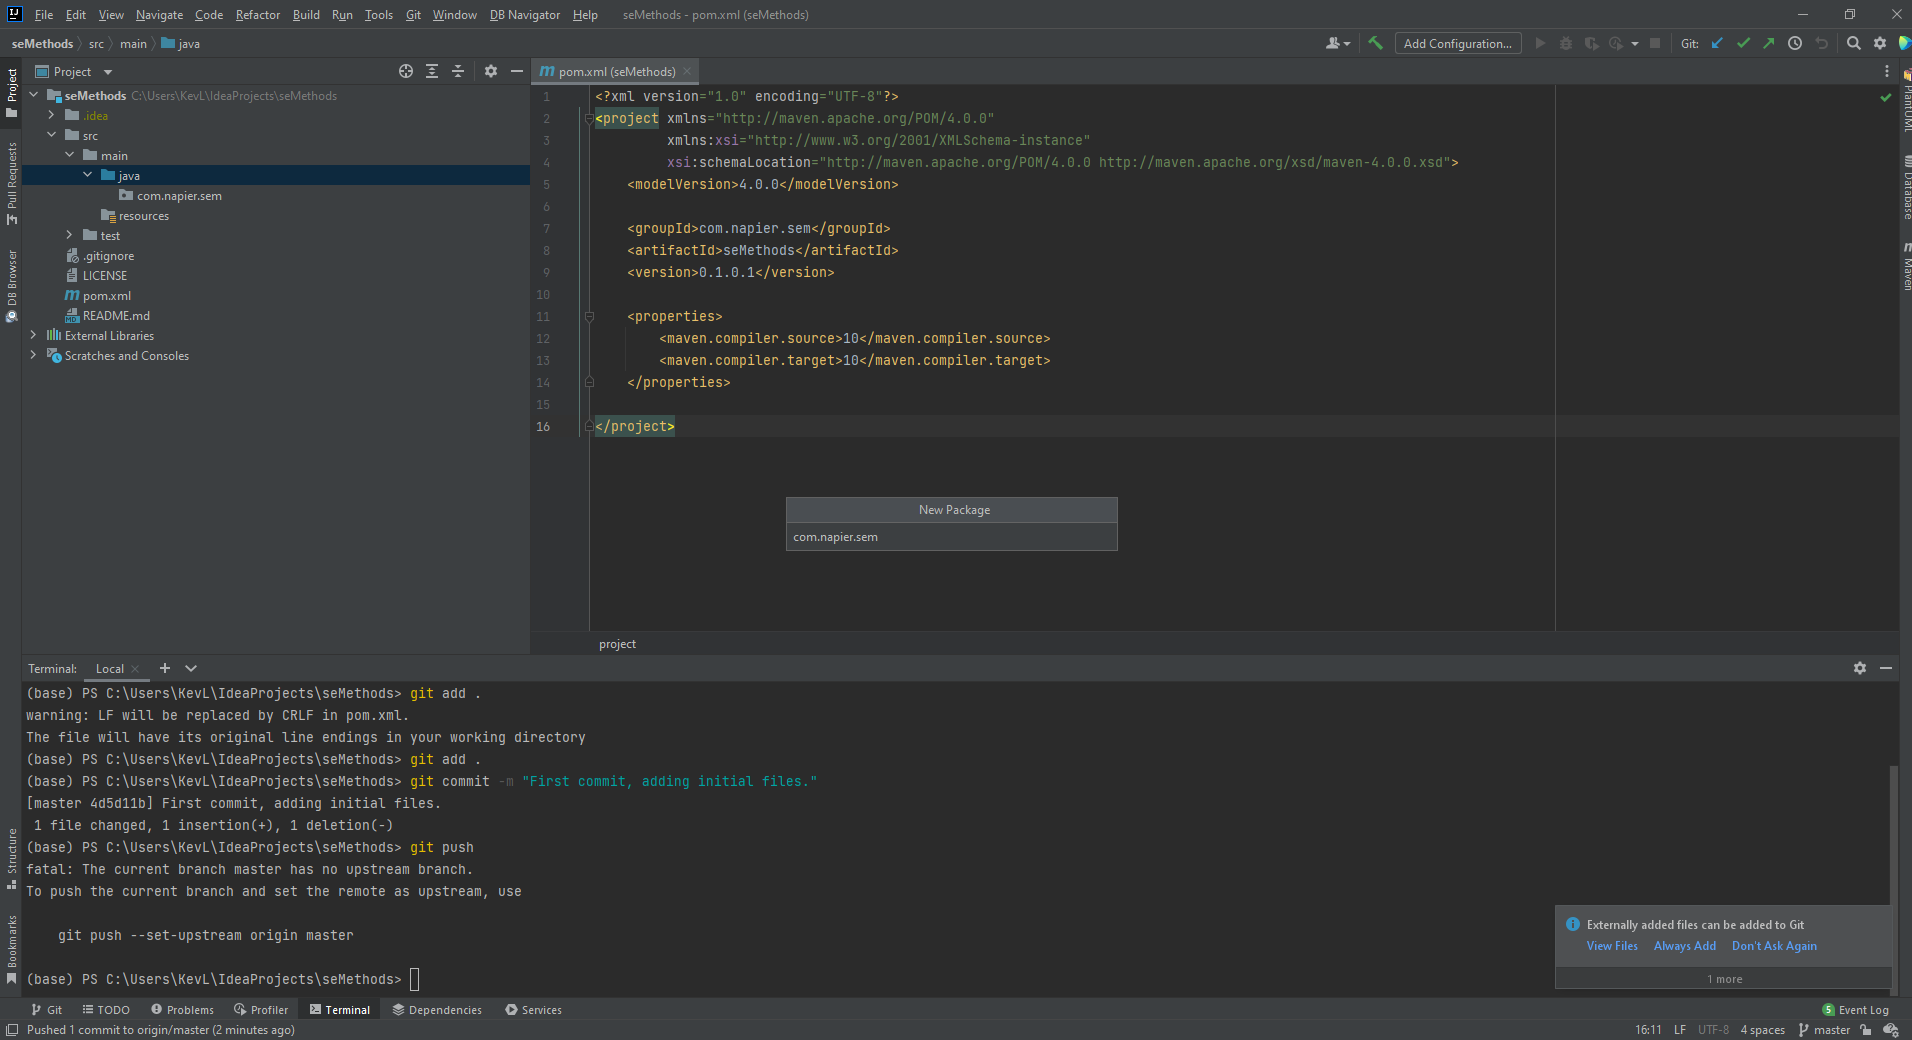 File Edit View Navigate Code Refactor Build Run Tools Git Window DB Navigator Help seMethods - pom.xml (seMethods)
seMethods src main java
Add Configuration...
Git:
Project
pom.xml (seMethods)
seMethods C:\Users\KevL\IdeaProjects\seMethods
.idea
src
main
java
com.napier.sem
resources
test
.gitignore
LICENSE
pom.xml
README.md
External Libraries
Scratches and Consoles
Project
Pull Requests
DB Browser
Structure
Bookmarks
1 <?xml version="1.0" encoding="UTF-8"?>
2 <project xmlns="http://maven.apache.org/POM/4.0.0"
3 xmlns:xsi="http://www.w3.org/2001/XMLSchema-instance"
4 xsi:schemaLocation="http://maven.apache.org/POM/4.0.0 http://maven.apache.org/xsd/maven-4.0.0.xsd">
5 <modelVersion>4.0.0</modelVersion>
6
7 <groupId>com.napier.sem</groupId>
8 <artifactId>seMethods</artifactId>
9 <version>0.1.0.1</version>
10
11 <properties>
12 <maven.compiler.source>10</maven.compiler.source>
13 <maven.compiler.target>10</maven.compiler.target>
14 </properties>
15
16 </project>
New Package
com.napier.sem
project
PlantUML
Database
Maven
Terminal: Local
(base) PS C:\Users\KevL\IdeaProjects\seMethods> git add .
warning: LF will be replaced by CRLF in pom.xml.
The file will have its original line endings in your working directory
(base) PS C:\Users\KevL\IdeaProjects\seMethods> git add .
(base) PS C:\Users\KevL\IdeaProjects\seMethods> git commit -m "First commit, adding initial files."
[master 4d5d11b] First commit, adding initial files.
1 file changed, 1 insertion(+), 1 deletion(-)
(base) PS C:\Users\KevL\IdeaProjects\seMethods> git push
fatal: The current branch master has no upstream branch.
To push the current branch and set the remote as upstream, use
git push --set-upstream origin master
(base) PS C:\Users\KevL\IdeaProjects\seMethods>
Externally added files can be added to Git
View Files Always Add Don't Ask Again
1 more
Git TODO Problems Profiler Terminal Dependencies Services
5 Event Log
Pushed 1 commit to origin/master (2 minutes ago)
16:11 LF UTF-8 4 spaces master